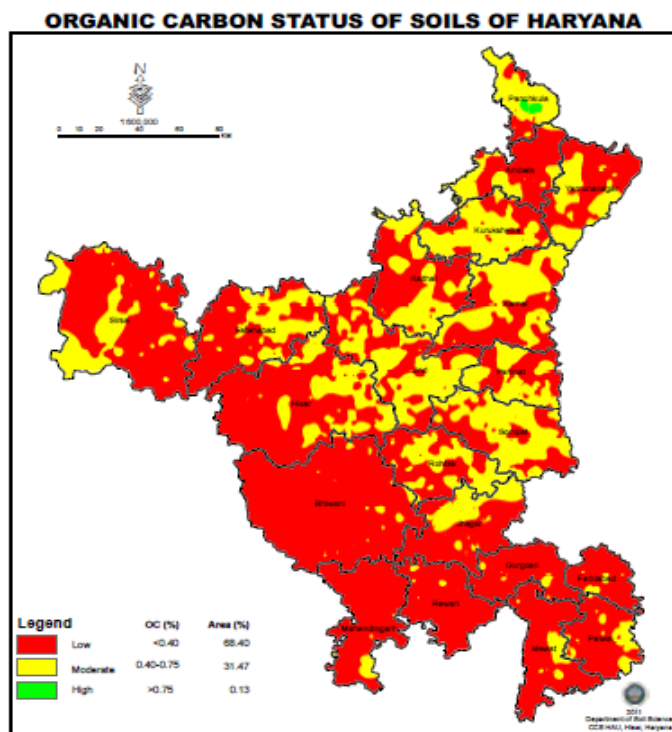 ORGANIC CARBON STATUS OF SOILS OF HARYANA
N
1:600,000
0 20 40 60 80
KM
Panchkula
Ambala
Yamunanagar
Kurukshetra
Kaithal
Karnal
Sirsa
Fatehabad
Jind
Panipat
Hisar
Sonipat
Rohtak
Bhiwani
Jhajjar
Gurgaon
Faridabad
Rewari
Mahendragarh
Mewat
Palwal
Legend OC (%) Area (%)
Low <0.40 68.40
Moderate 0.40-0.75 31.47
High >0.75 0.13
2011
Department of Soil Science
CCS HAU, Hisar, Haryana